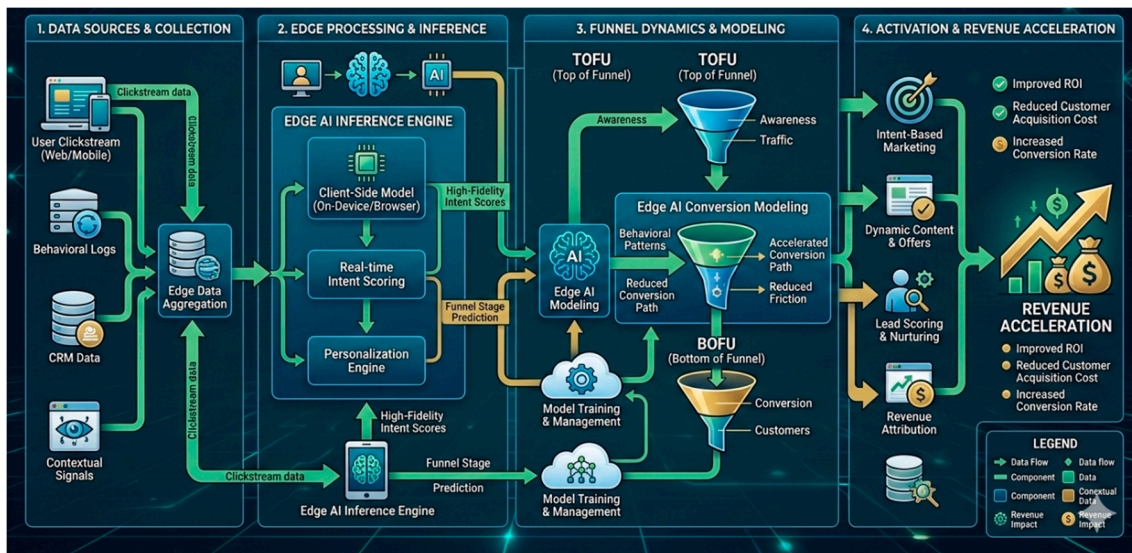 1. DATA SOURCES & COLLECTION
Clickstream data
Clickstream data
User Clickstream
(Web/Mobile)
Behavioral Logs
Edge Data
Aggregation
CRM Data
Clickstream data
Contextual
Signals
2. EDGE PROCESSING & INFERENCE
AI
EDGE AI INFERENCE ENGINE
Client-Side Model
(On-Device/Browser)
High-Fidelity
Intent Scores
Real-time
Intent Scoring
Funnel Stage
Prediction
Personalization
Engine
High-Fidelity
Intent Scores
Clickstream data
Funnel Stage
Prediction
Edge AI Inference Engine
3. FUNNEL DYNAMICS & MODELING
TOFU
(Top of Funnel)
TOFU
(Top of Funnel)
Awareness
Awareness
Traffic
Edge AI Conversion Modeling
AI
Edge AI
Modeling
Behavioral
Patterns
Reduced
Conversion
Path
Accelerated
Conversion
Path
Reduced
Friction
BOFU
(Bottom of Funnel)
Model Training
& Management
Conversion
Customers
Model Training
& Management
4. ACTIVATION & REVENUE ACCELERATION
Intent-Based
Marketing
Dynamic Content
& Offers
Lead Scoring
& Nurturing
Revenue
Attribution
Improved ROI
Reduced Customer
Acquisition Cost
$ Increased
Conversion Rate
REVENUE
ACCELERATION
Improved ROI
Reduced Customer
Acquisition Cost
Increased
Conversion Rate
LEGEND
Data Flow
Data flow
Component
Data
Component
Conextual
Data
Revenue
Impact
$ Revenue
Impact